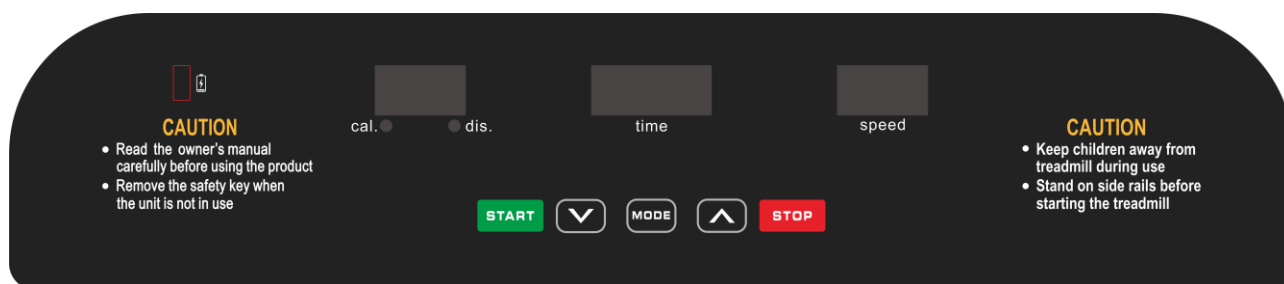 CAUTION
• Read the owner's manual
carefully before using the product
• Remove the safety key when
the unit is not in use
cal.
dis.
time
speed
START
MODE
STOP
CAUTION
• Keep children away from
treadmill during use
• Stand on side rails before
starting the treadmill